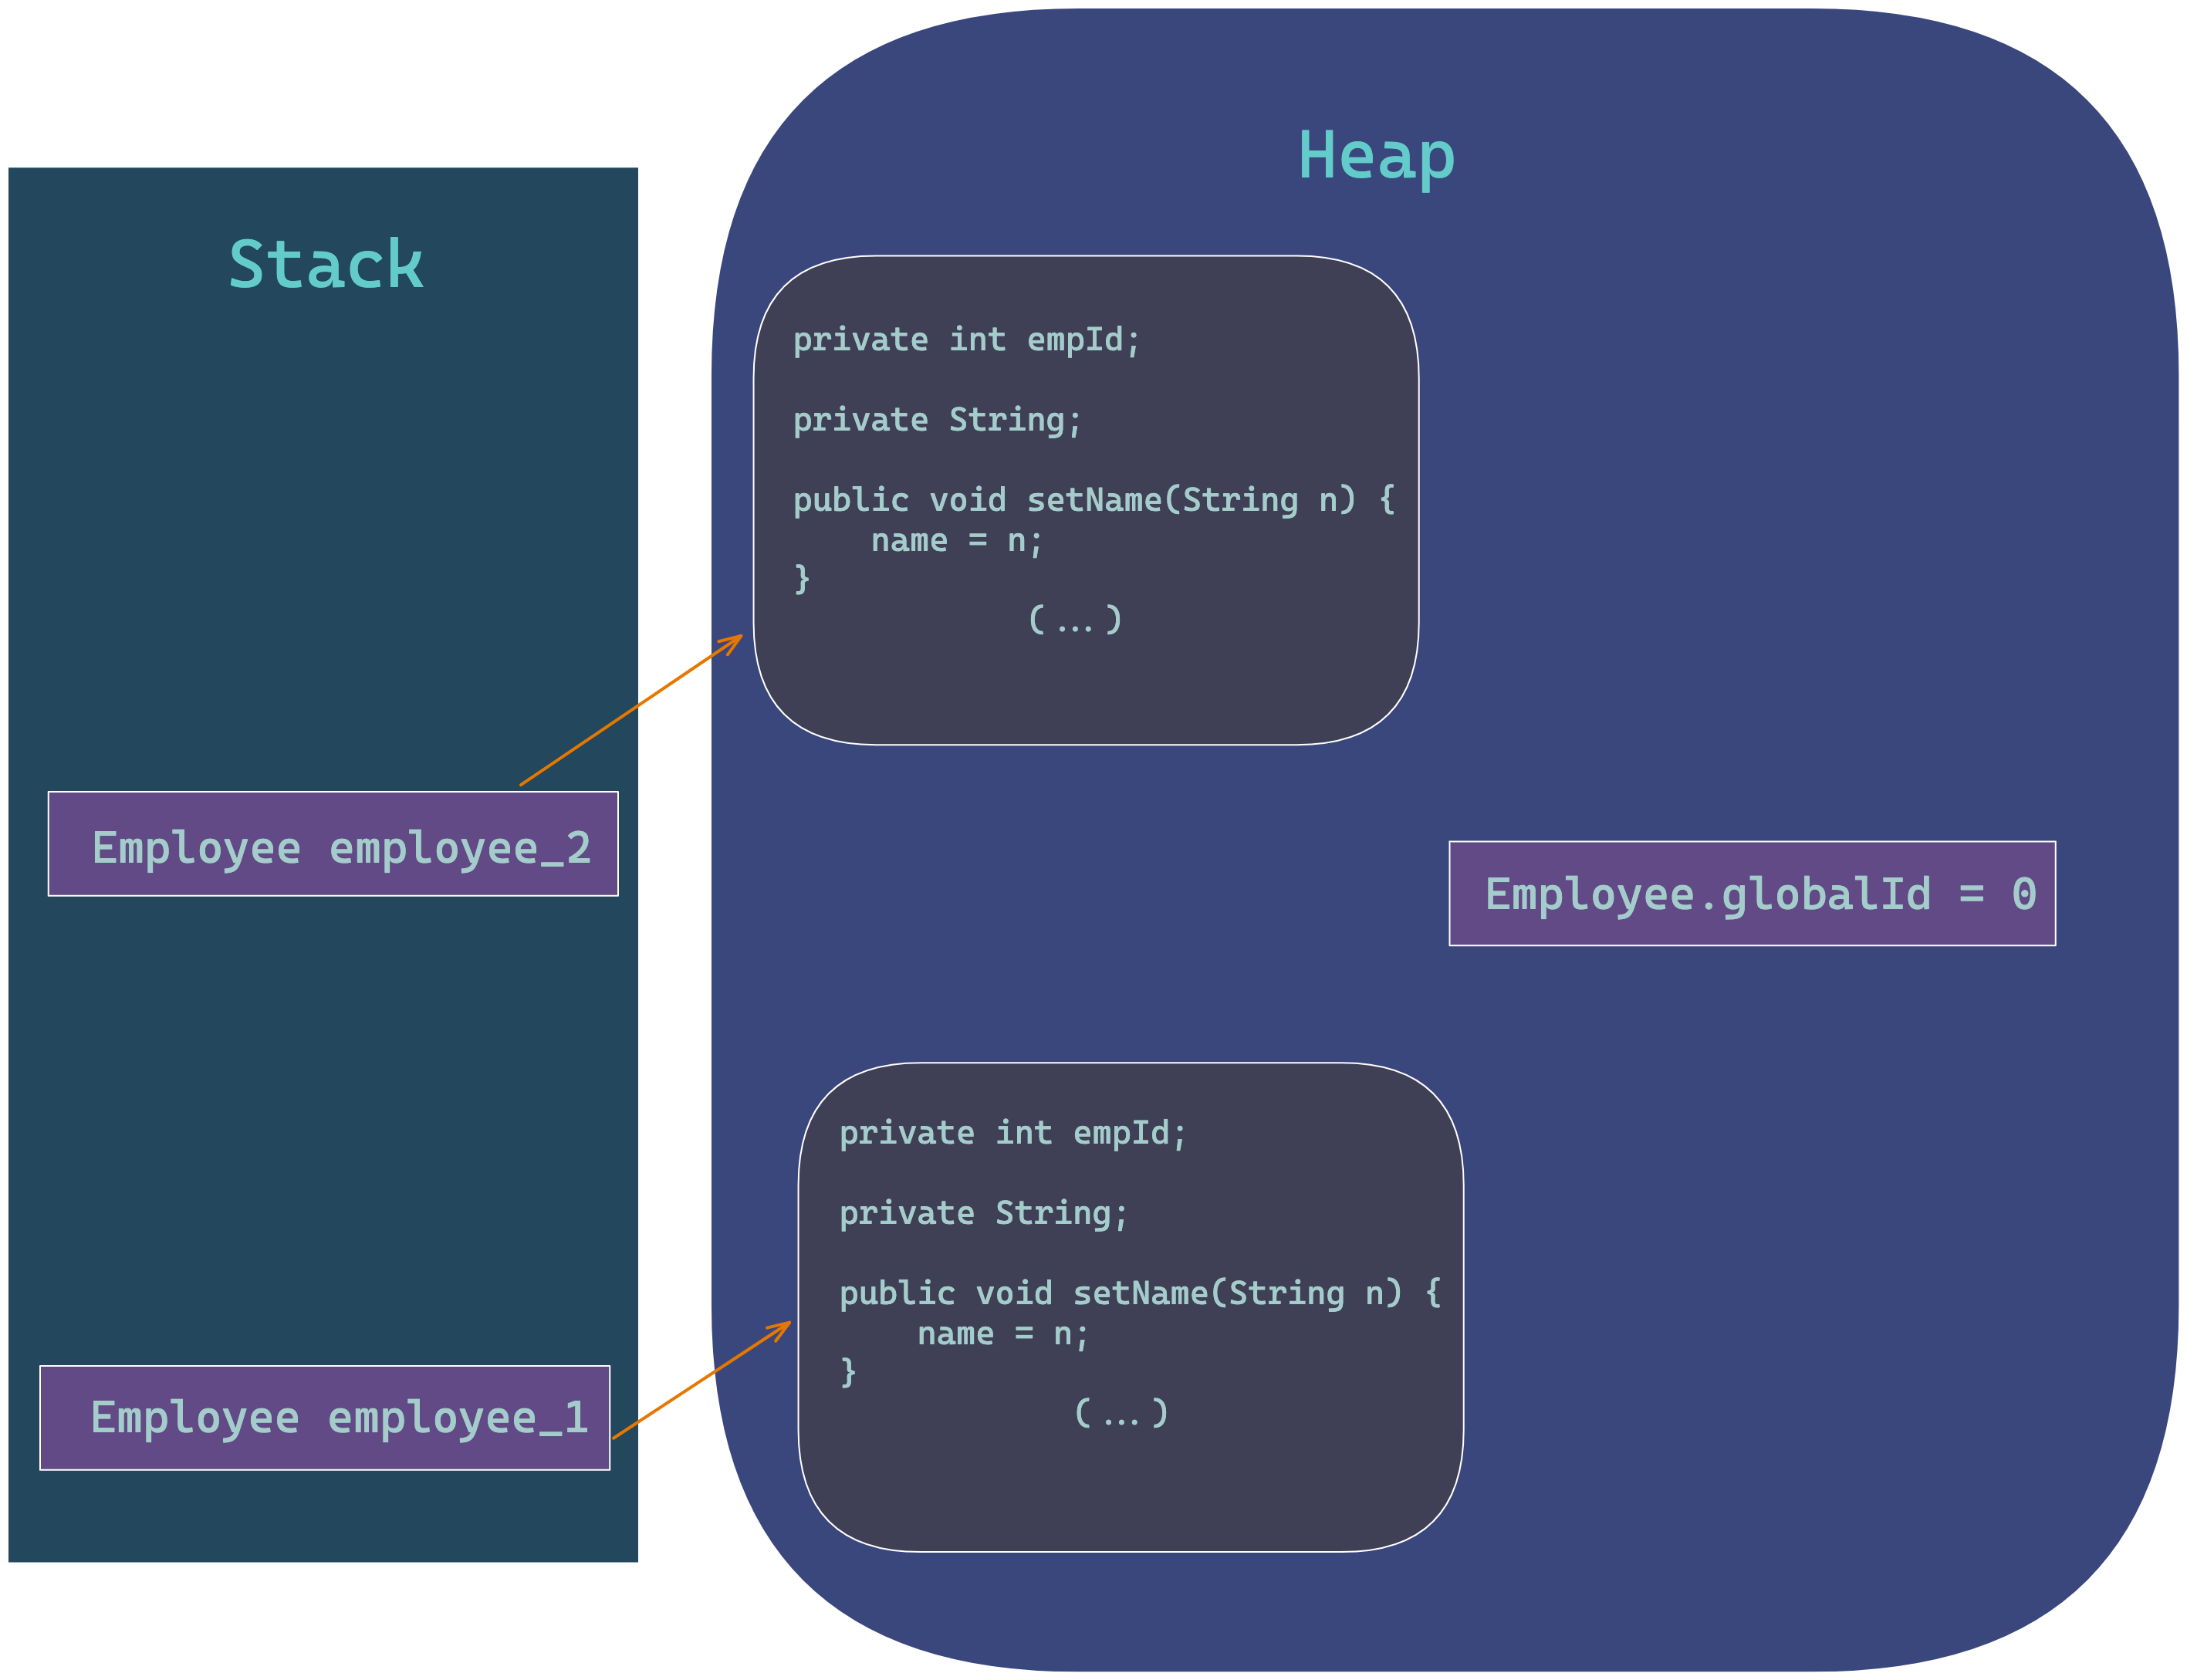 Stack
Employee employee_2
Employee employee_1
Heap
private int empId;
private String;
public void setName(String n) {
    name = n;
}
(...)
Employee.globalId = 0
private int empId;
private String;
public void setName(String n) {
    name = n;
}
(...)